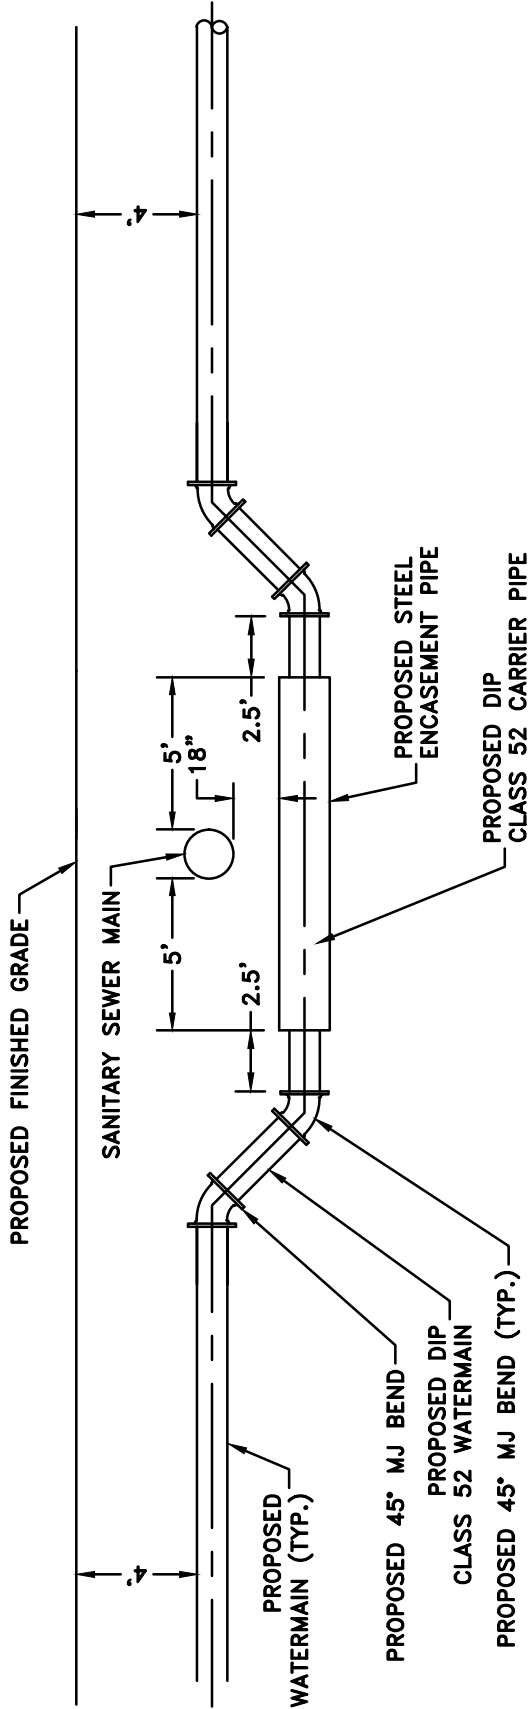 PROPOSED FINISHED GRADE
SANITARY SEWER MAIN
4'
4'
5'
5'
18"
2.5'
2.5'
PROPOSED
WATERMAIN (TYP.)
PROPOSED 45° MJ BEND
PROPOSED DIP
CLASS 52 WATERMAIN
PROPOSED 45° MJ BEND (TYP.)
PROPOSED STEEL
ENCASEMENT PIPE
PROPOSED DIP
CLASS 52 CARRIER PIPE